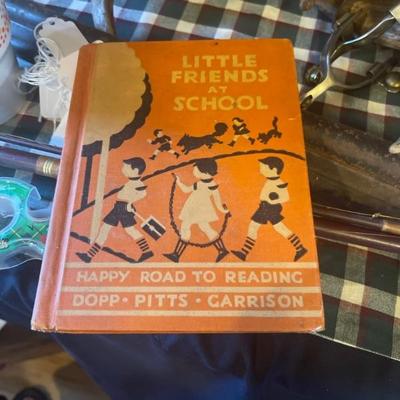 LITTLE
FRIENDS
AT
SCHOOL
HAPPY ROAD TO READING
DOPP • PITTS • GARRISON